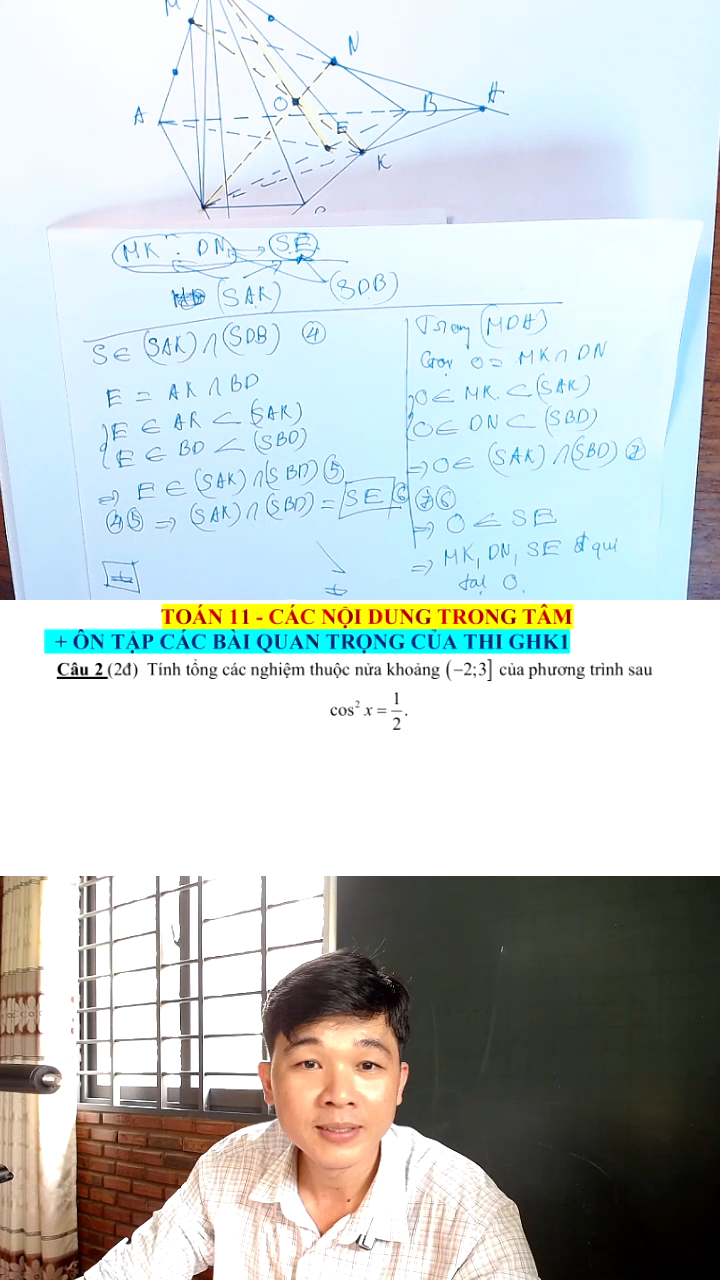 M
N
O
A
B
H
E
K
MK : DN → (SE)
(SAK) (SDB)
S ∈ (SAK) ∩ (SDB) ④
E = AK ∩ BD
{E ∈ AK ⊂ (SAK)
{E ∈ BD ⊂ (SBD)
⇒ E ∈ (SAK) ∩ (SBD) ⑤
④⑤ ⇒ (SAK) ∩ (SBD) = SE ⑥
Trong (MDH)
Gọi O = MK ∩ DN
{O ∈ MK ⊂ (SAK)
{O ∈ DN ⊂ (SBD)
⇒ O ∈ (SAK) ∩ (SBD) ⑦
⑦⑥
⇒ O ∈ SE
⇒ MK, DN, SE đ qui
tại O.
TOÁN 11 - CÁC NỘI DUNG TRONG TÂM
+ ÔN TẬP CÁC BÀI QUAN TRỌNG CỦA THI GHK1
Câu 2 (2đ) Tính tổng các nghiệm thuộc nửa khoảng (−2;3] của phương trình sau
cos² x = 1/2.